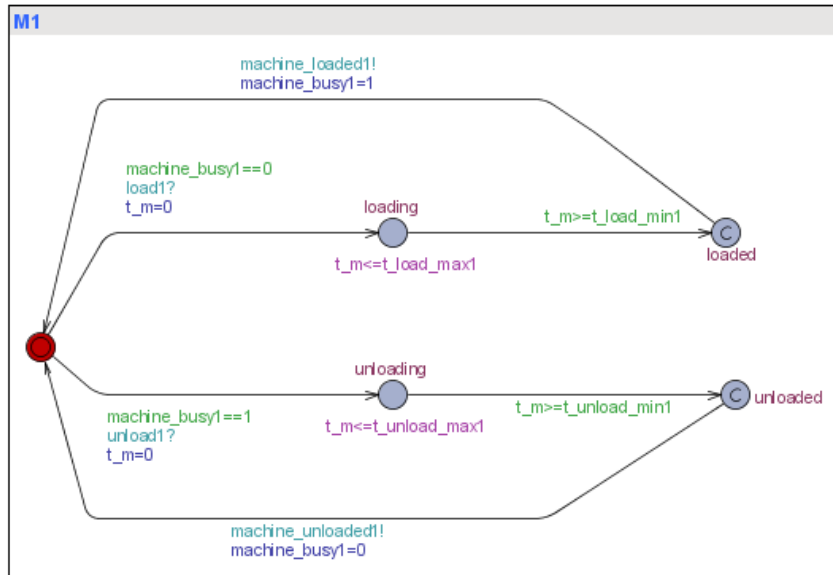 M1
machine_loaded1!
machine_busy1=1
machine_busy1==0
load1?
t_m=0
loading
t_m>=t_load_min1
C
loaded
t_m<=t_load_max1
unloading
t_m>=t_unload_min1
C
unloaded
machine_busy1==1
unload1?
t_m=0
t_m<=t_unload_max1
machine_unloaded1!
machine_busy1=0